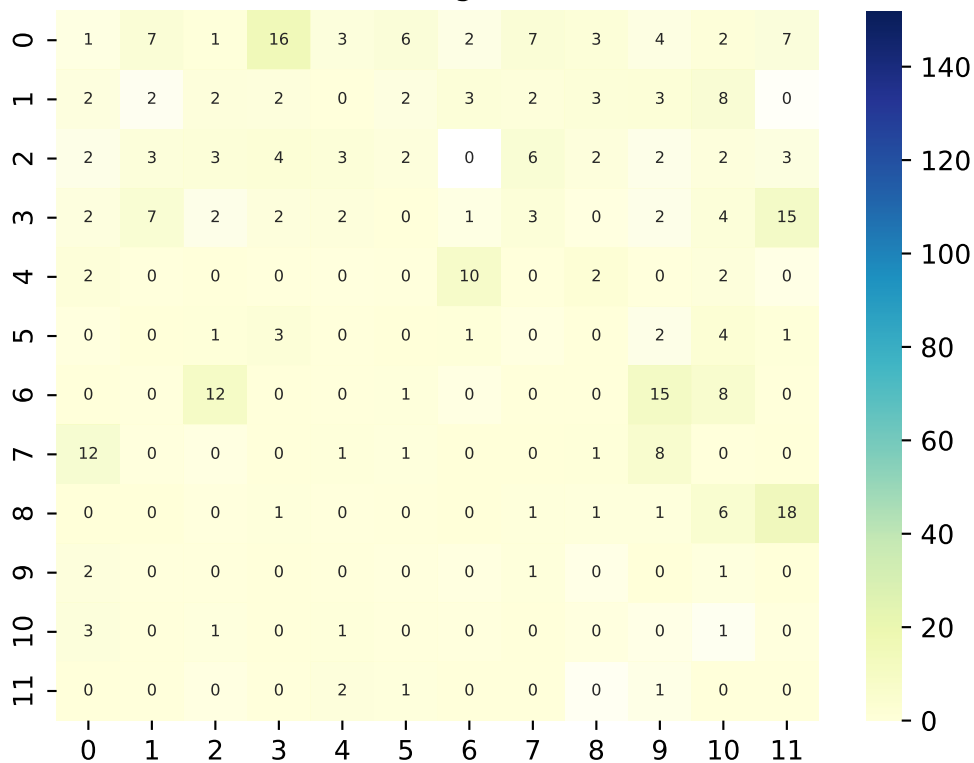 0 1 7 1 16 3 6 2 7 3 4 2 7
1 2 2 2 2 0 2 3 2 3 3 8 0
2 2 3 3 4 3 2 0 6 2 2 2 3
3 2 7 2 2 2 0 1 3 0 2 4 15
4 2 0 0 0 0 0 10 0 2 0 2 0
5 0 0 1 3 0 0 1 0 0 2 4 1
6 0 0 12 0 0 1 0 0 0 15 8 0
7 12 0 0 0 1 1 0 0 1 8 0 0
8 0 0 0 1 0 0 0 1 1 1 6 18
9 2 0 0 0 0 0 0 1 0 0 1 0
10 3 0 1 0 1 0 0 0 0 0 1 0
11 0 0 0 0 2 1 0 0 0 1 0 0
0 1 2 3 4 5 6 7 8 9 10 11
140
120
100
80
60
40
20
0